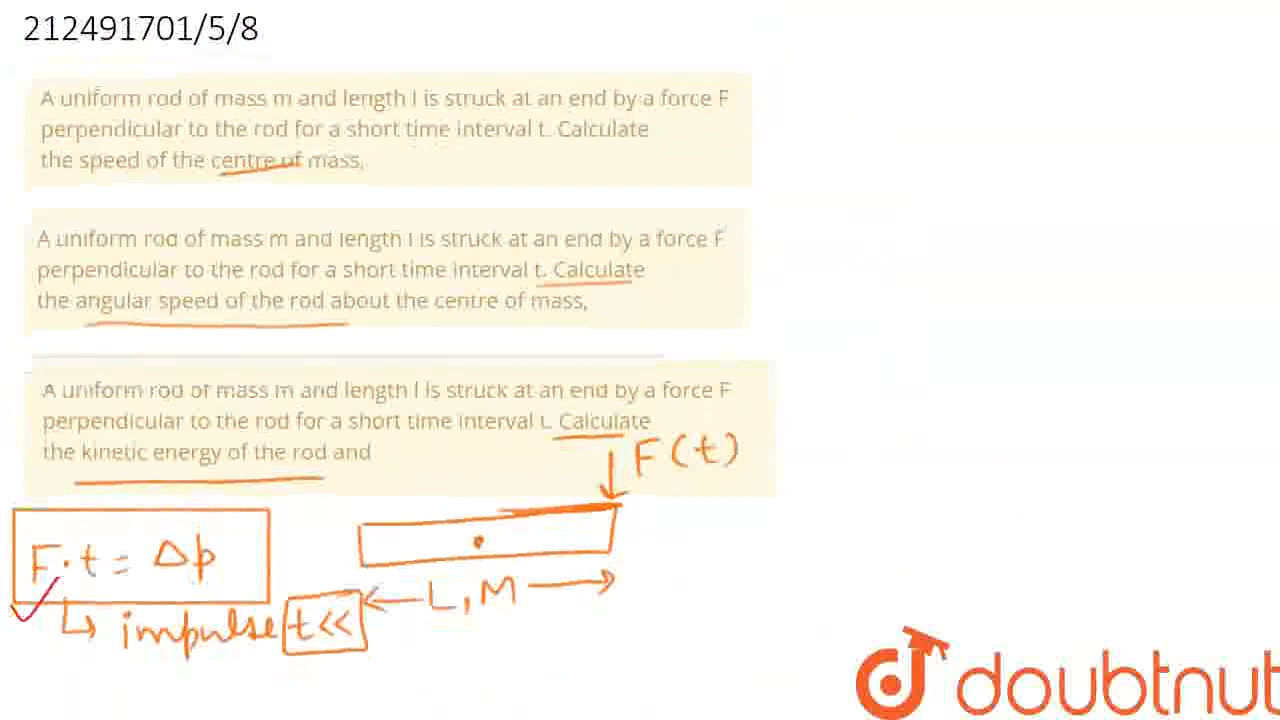 212491701/5/8
A uniform rod of mass m and length l is struck at an end by a force F
perpendicular to the rod for a short time interval t. Calculate
the speed of the centre of mass,
A uniform rod of mass m and length l is struck at an end by a force F
perpendicular to the rod for a short time interval t. Calculate
the angular speed of the rod about the centre of mass,
A uniform rod of mass m and length l is struck at an end by a force F
perpendicular to the rod for a short time interval t. Calculate
the kinetic energy of the rod and
F(t)
F·t = Δp
L, M
impulse t<<
doubtnut